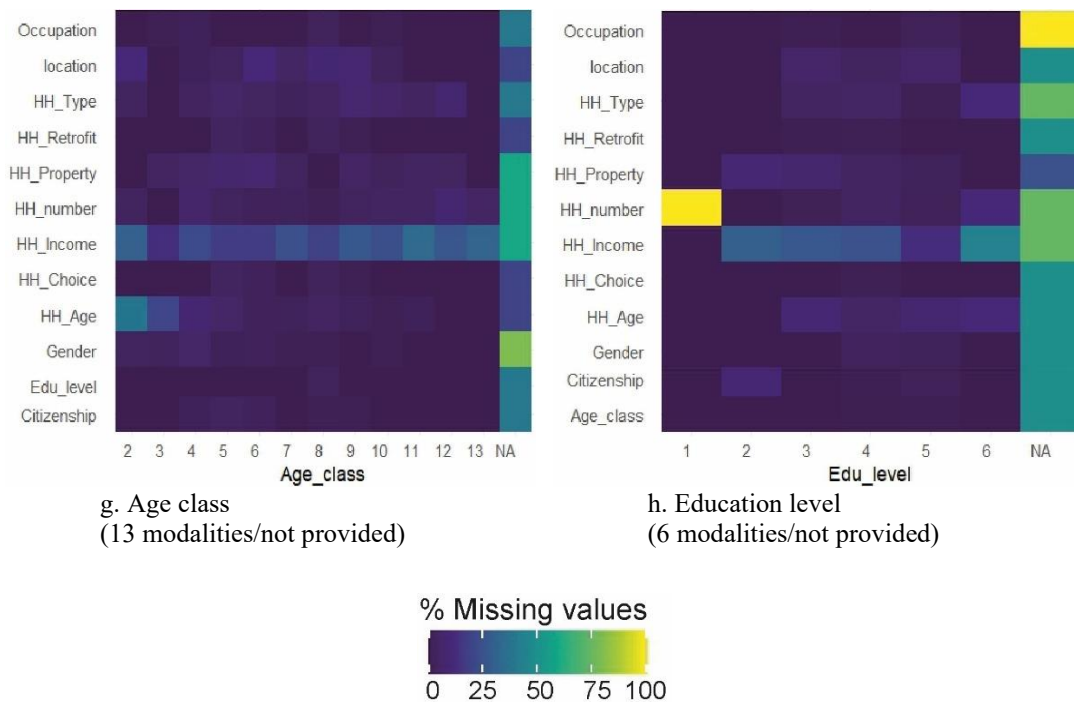 Occupation
location
HH_Type
HH_Retrofit
HH_Property
HH_number
HH_Income
HH_Choice
HH_Age
Gender
Edu_level
Citizenship
2 3 4 5 6 7 8 9 10 11 12 13 NA
Age_class
g. Age class
(13 modalities/not provided)
Occupation
location
HH_Type
HH_Retrofit
HH_Property
HH_number
HH_Income
HH_Choice
HH_Age
Gender
Citizenship
Age_class
1 2 3 4 5 6 NA
Edu_level
h. Education level
(6 modalities/not provided)
% Missing values
0 25 50 75 100